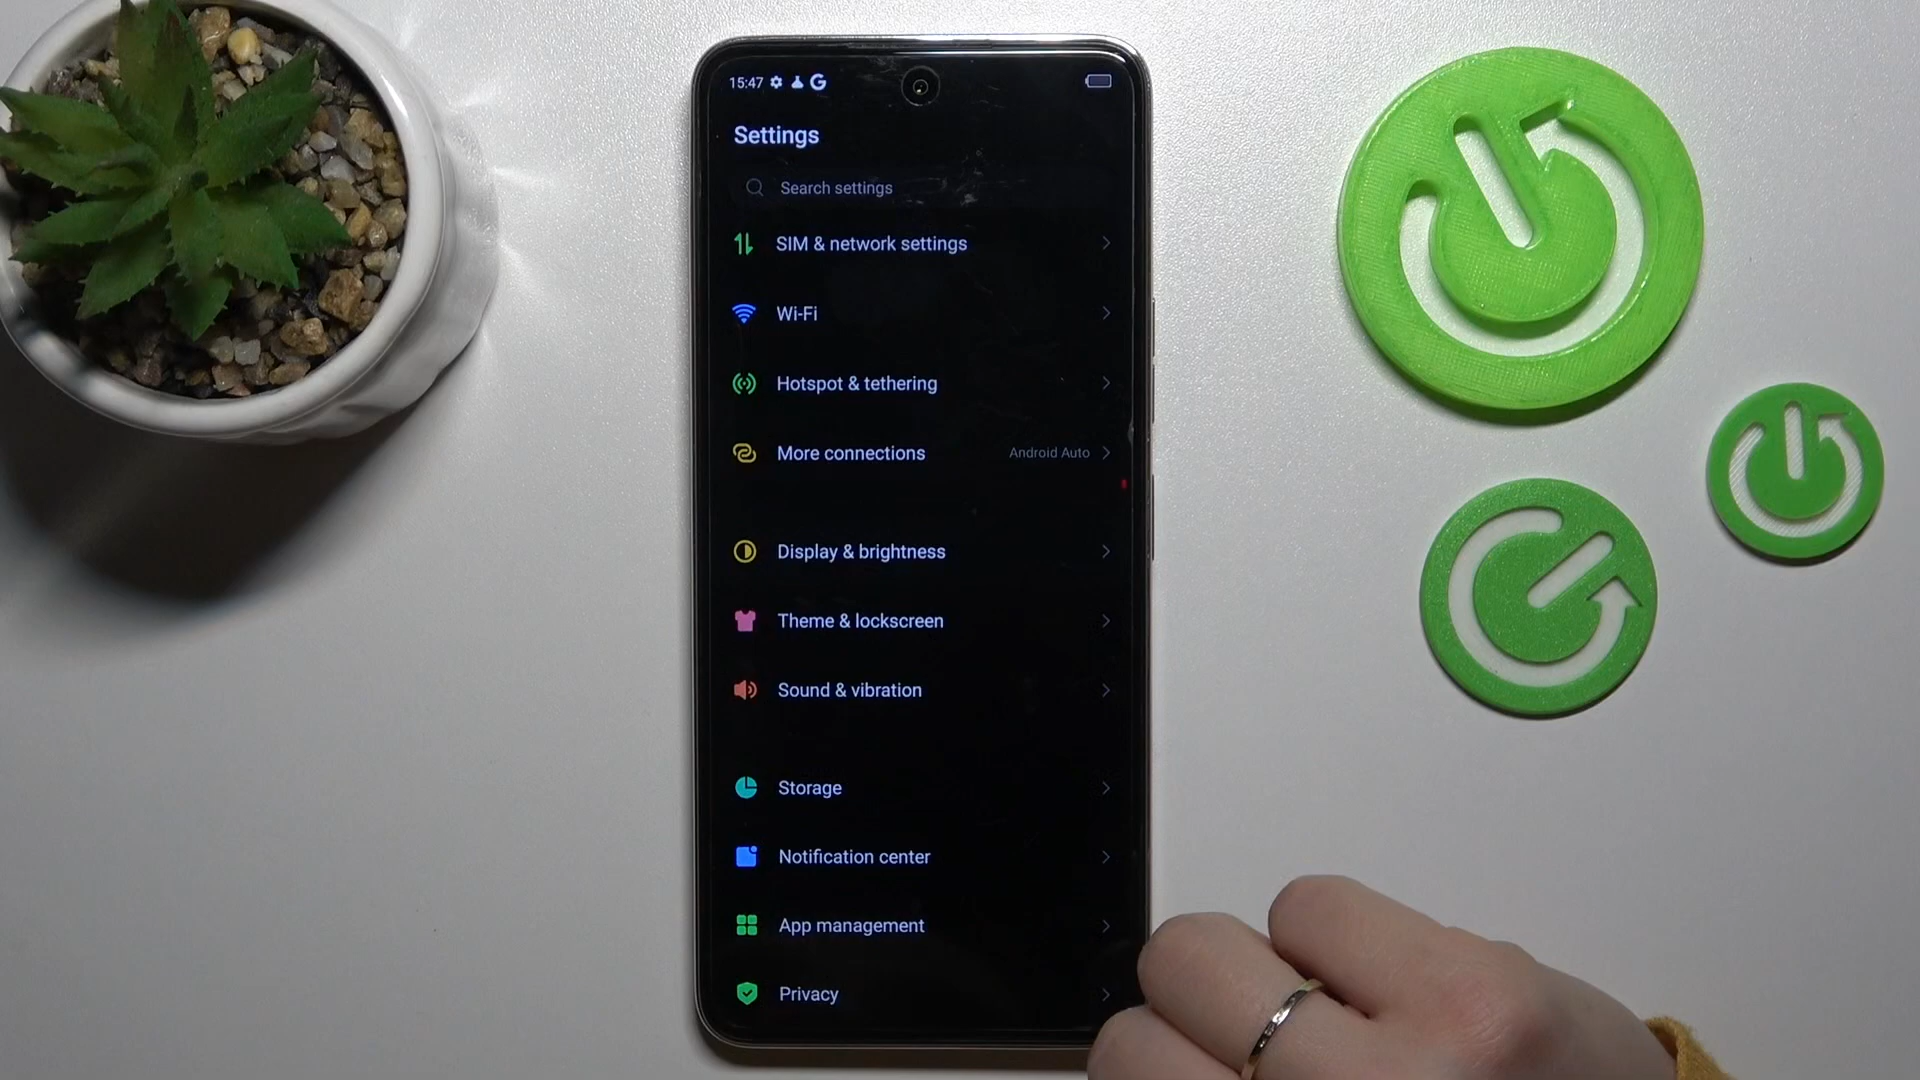 15:47 G
Settings
Search settings
SIM & network settings
Wi-Fi
Hotspot & tethering
More connections Android Auto
Display & brightness
Theme & lockscreen
Sound & vibration
Storage
Notification center
App management
Privacy